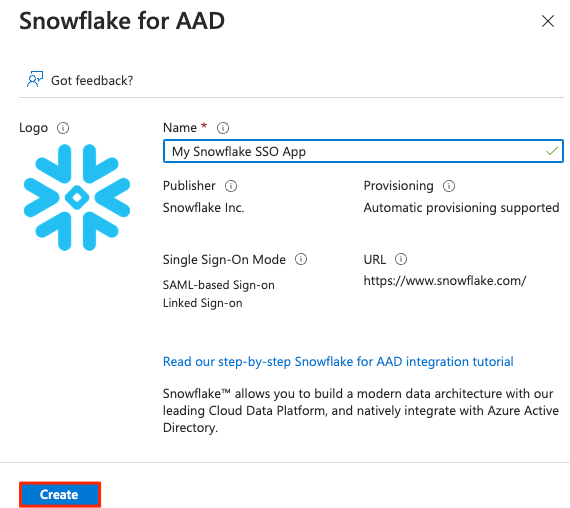 Snowflake for AAD
Got feedback?
Logo
Name *
My Snowflake SSO App
Publisher
Provisioning
Snowflake Inc.
Automatic provisioning supported
Single Sign-On Mode
URL
SAML-based Sign-on
https://www.snowflake.com/
Linked Sign-on
Read our step-by-step Snowflake for AAD integration tutorial
Snowflake™ allows you to build a modern data architecture with our
leading Cloud Data Platform, and natively integrate with Azure Active
Directory.
Create